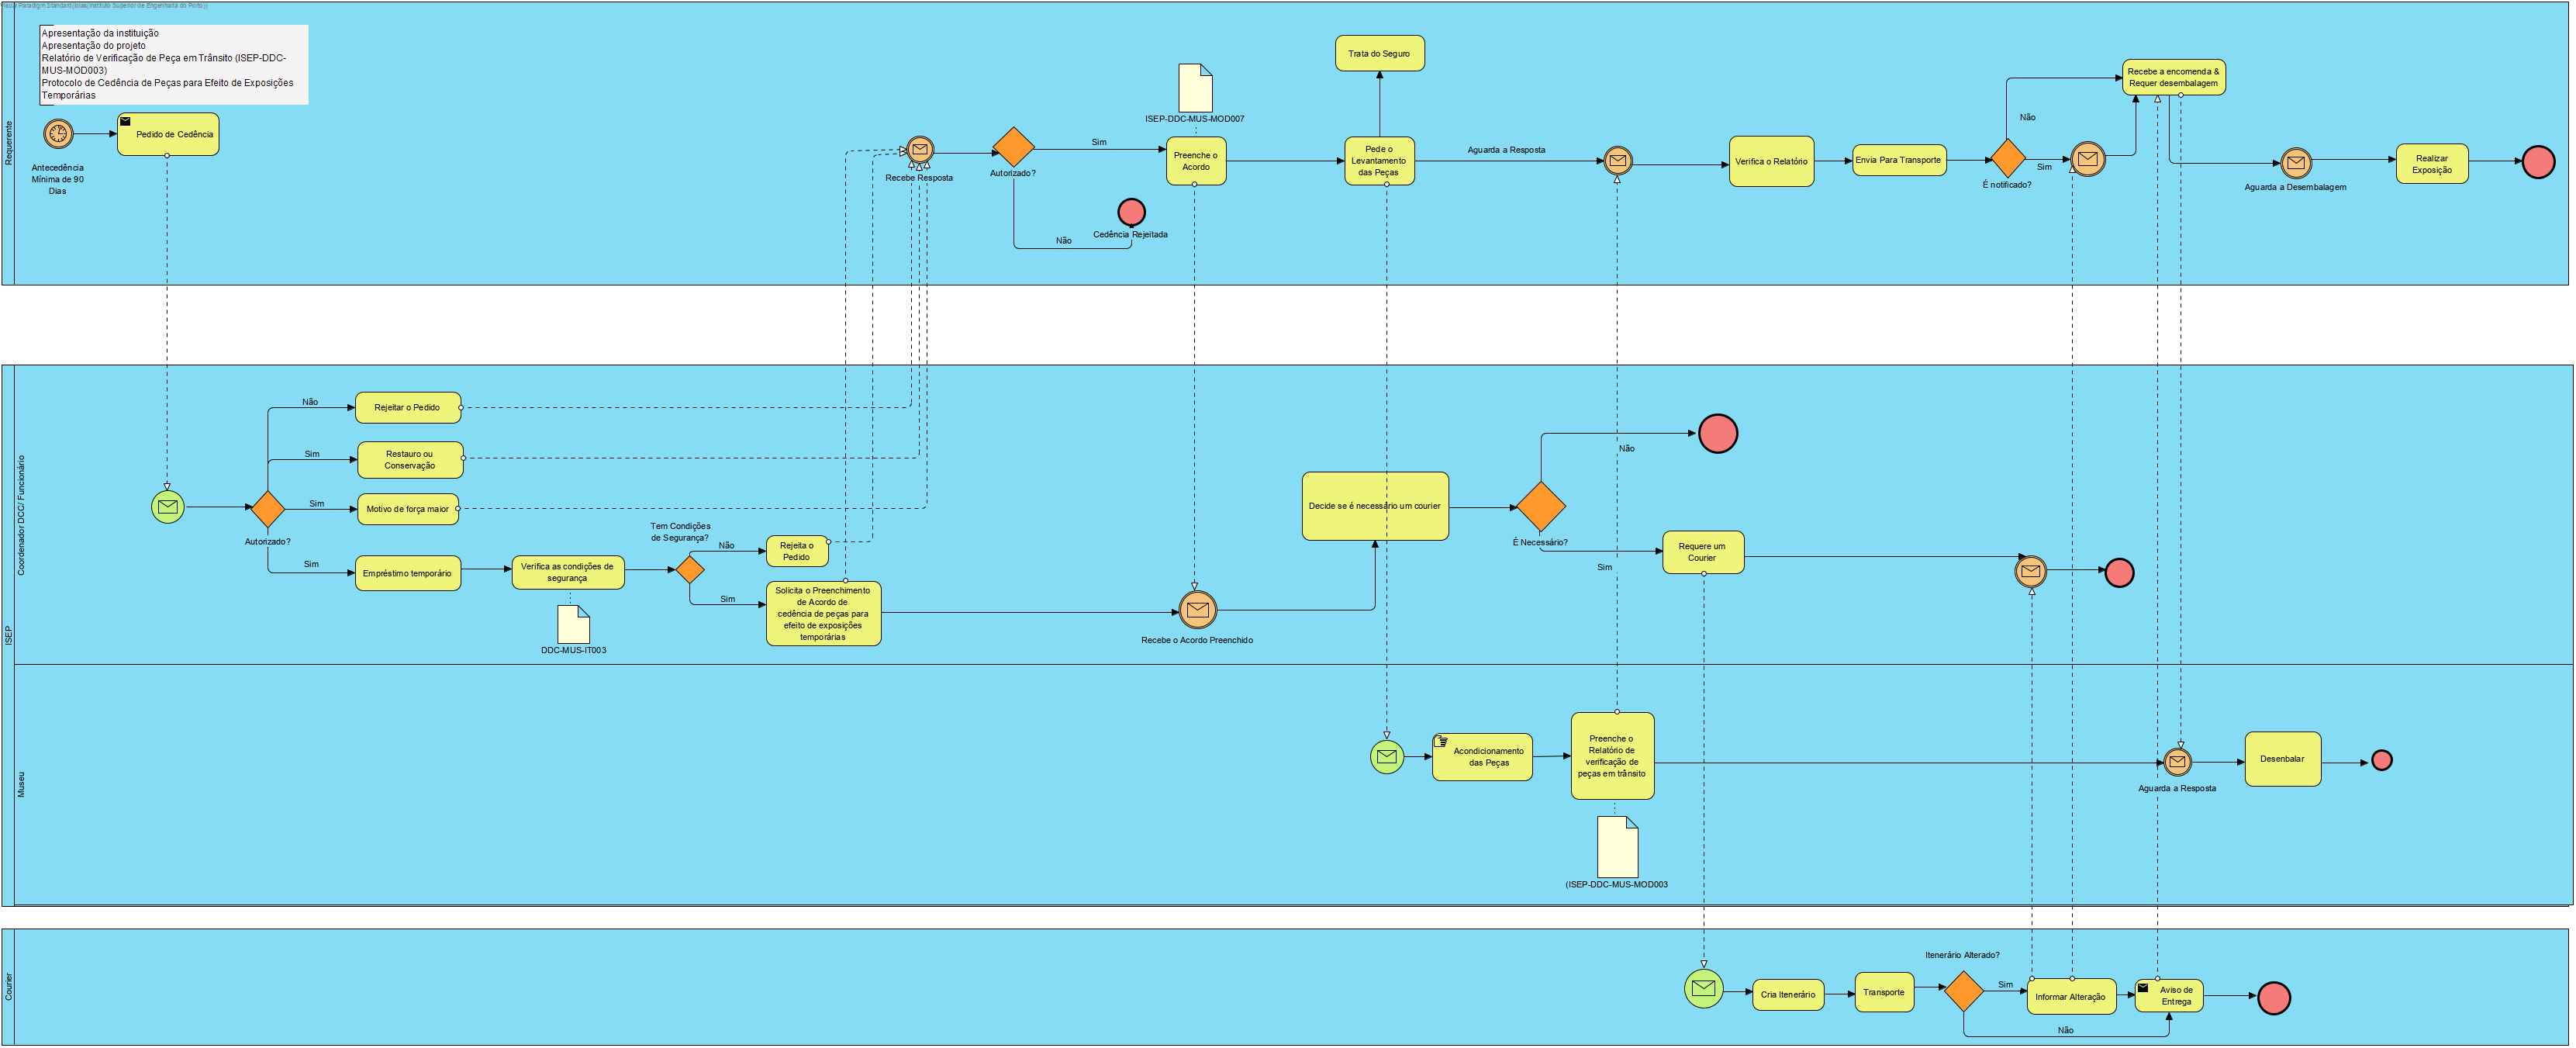 Visual Paradigm Standard(lolas(Instituto Superior de Engenharia do Porto))
Requerente
Apresentação da instituição
Apresentação do projeto
Relatório de Verificação de Peça em Trânsito (ISEP-DDC-
MUS-MOD003)
Protocolo de Cedência de Peças para Efeito de Exposições
Temporárias
Antecedência
Mínima de 90
Dias
Pedido de Cedência
Recebe Resposta
Autorizado?
Sim
Não
Cedência Rejeitada
ISEP-DDC-MUS-MOD007
Preenche o
Acordo
Trata do Seguro
Pede o
Levantamento
das Peças
Aguarda a Resposta
Verifica o Relatório
Envia Para Transporte
É notificado?
Não
Sim
Recebe a encomenda &
Requer desembalagem
Aguarda a Desembalagem
Realizar
Exposição
ISEP
Coordenador DCC/ Funcionário
Autorizado?
Não
Rejeitar o Pedido
Sim
Restauro ou
Conservação
Sim
Motivo de força maior
Sim
Empréstimo temporário
Verifica as condições de
segurança
DDC-MUS-IT003
Tem Condições
de Segurança?
Não
Rejeita o
Pedido
Sim
Solicita o Preenchimento
de Acordo de
cedência de peças para
efeito de exposições
temporárias
Recebe o Acordo Preenchido
Decide se é necessário um courier
É Necessário?
Não
Sim
Requere um
Courier
Museu
Acondicionamento
das Peças
Preenche o
Relatório de
verificação de
peças em trânsito
(ISEP-DDC-MUS-MOD003
Aguarda a Resposta
Desenbalar
Courier
Cria Itenerário
Transporte
Itenerário Alterado?
Sim
Não
Informar Alteração
Aviso de
Entrega